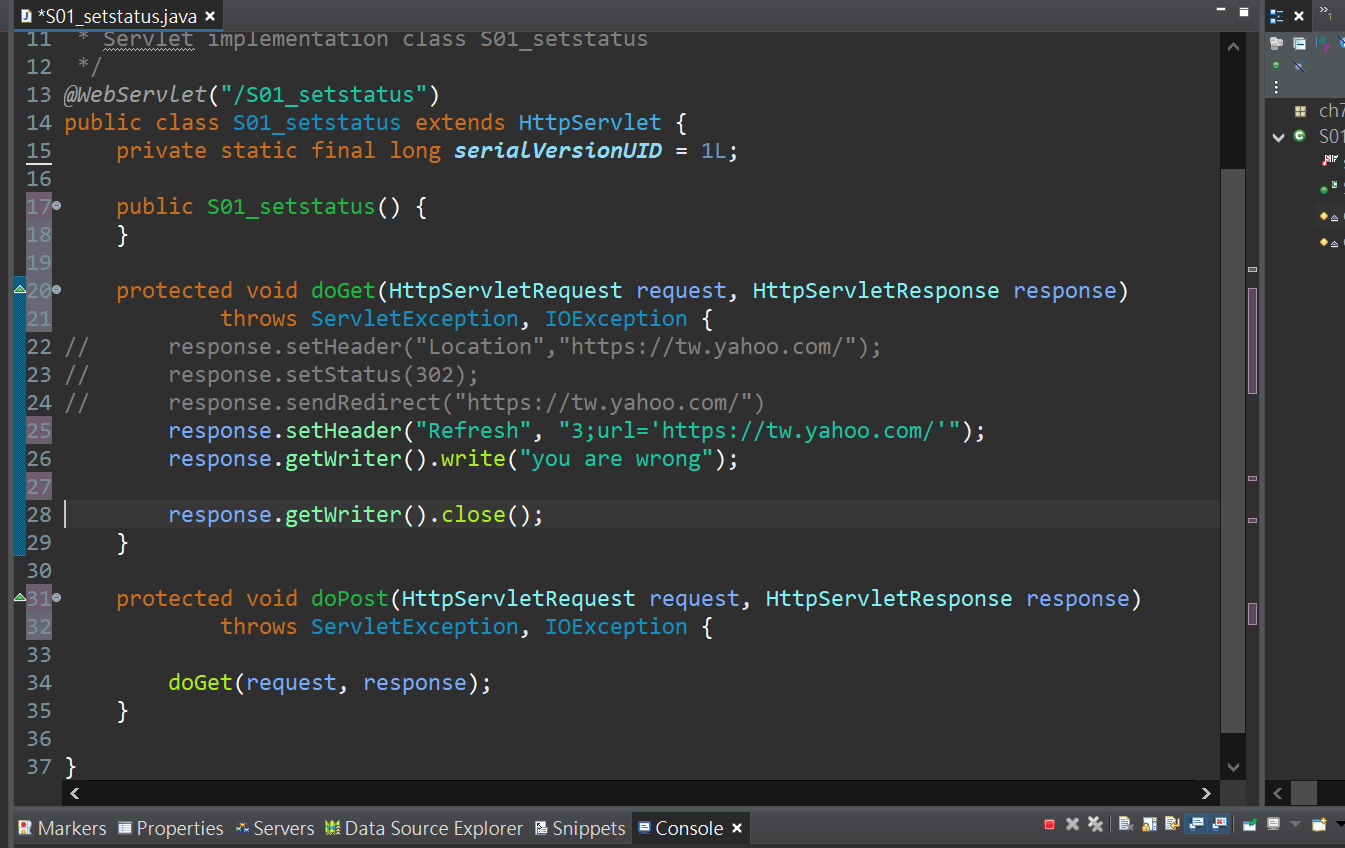 *S01_setstatus.java
11  * Servlet implementation class S01_setstatus
12  */
13 @WebServlet("/S01_setstatus")
14 public class S01_setstatus extends HttpServlet {
15     private static final long serialVersionUID = 1L;
16
17     public S01_setstatus() {
18     }
19
20     protected void doGet(HttpServletRequest request, HttpServletResponse response)
21             throws ServletException, IOException {
22 //      response.setHeader("Location","https://tw.yahoo.com/");
23 //      response.setStatus(302);
24 //      response.sendRedirect("https://tw.yahoo.com/")
25         response.setHeader("Refresh", "3;url='https://tw.yahoo.com/'");
26         response.getWriter().write("you are wrong");
27
28         response.getWriter().close();
29     }
30
31     protected void doPost(HttpServletRequest request, HttpServletResponse response)
32             throws ServletException, IOException {
33
34         doGet(request, response);
35     }
36
37 }
ch7
S01
Markers Properties Servers Data Source Explorer Snippets Console